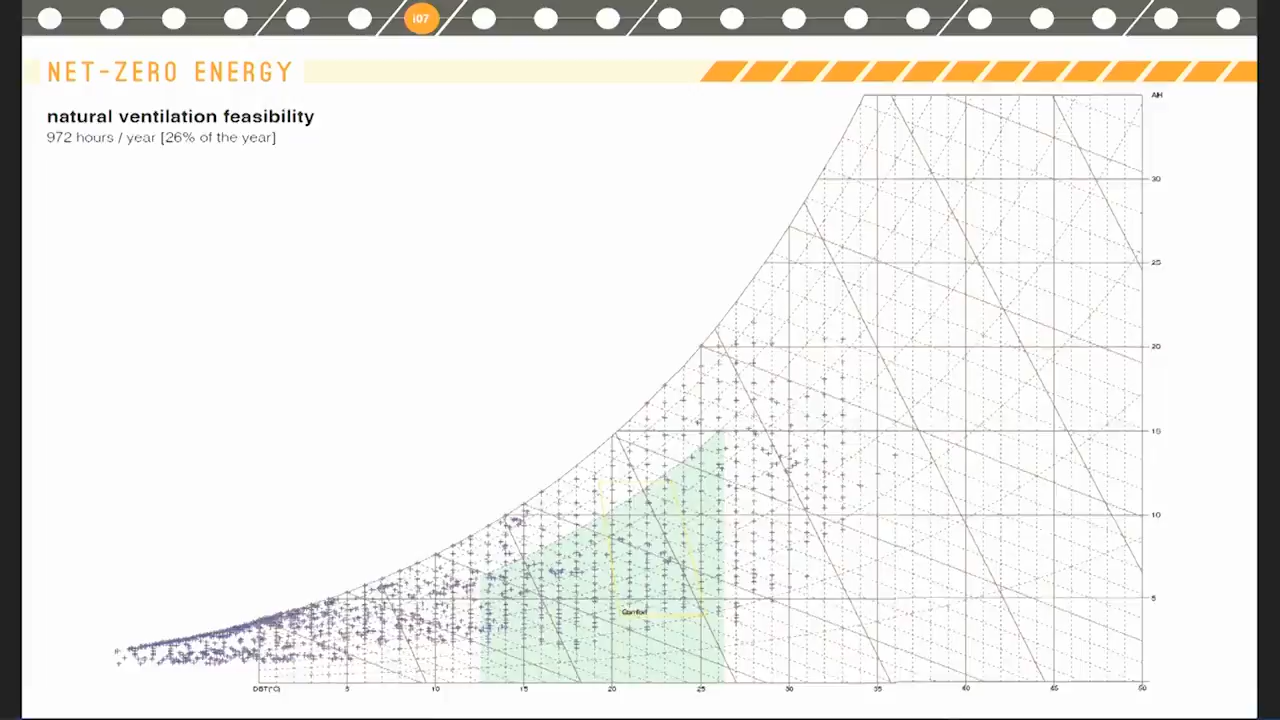 107
NET-ZERO ENERGY
natural ventilation feasibility
972 hours / year [26% of the year]
AH
30
25
20
15
10
5
Comfort
DBT(°C) 5 10 15 20 25 30 35 40 45 50